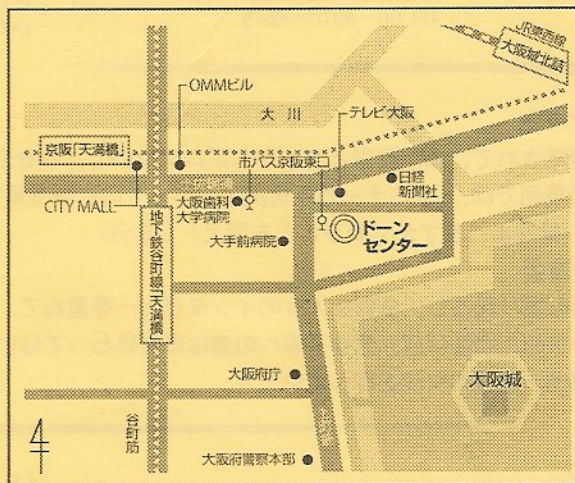 JR東西線
大阪城北詰
OMMビル
大川
テレビ大阪
京阪「天満橋」
市バス京阪東口
日経
新聞社
CITY MALL
大阪歯科
大学病院
ドーン
センター
大手前病院
地下鉄谷町線「天満橋」
大阪府庁
大阪城
谷町筋
大阪府警察本部